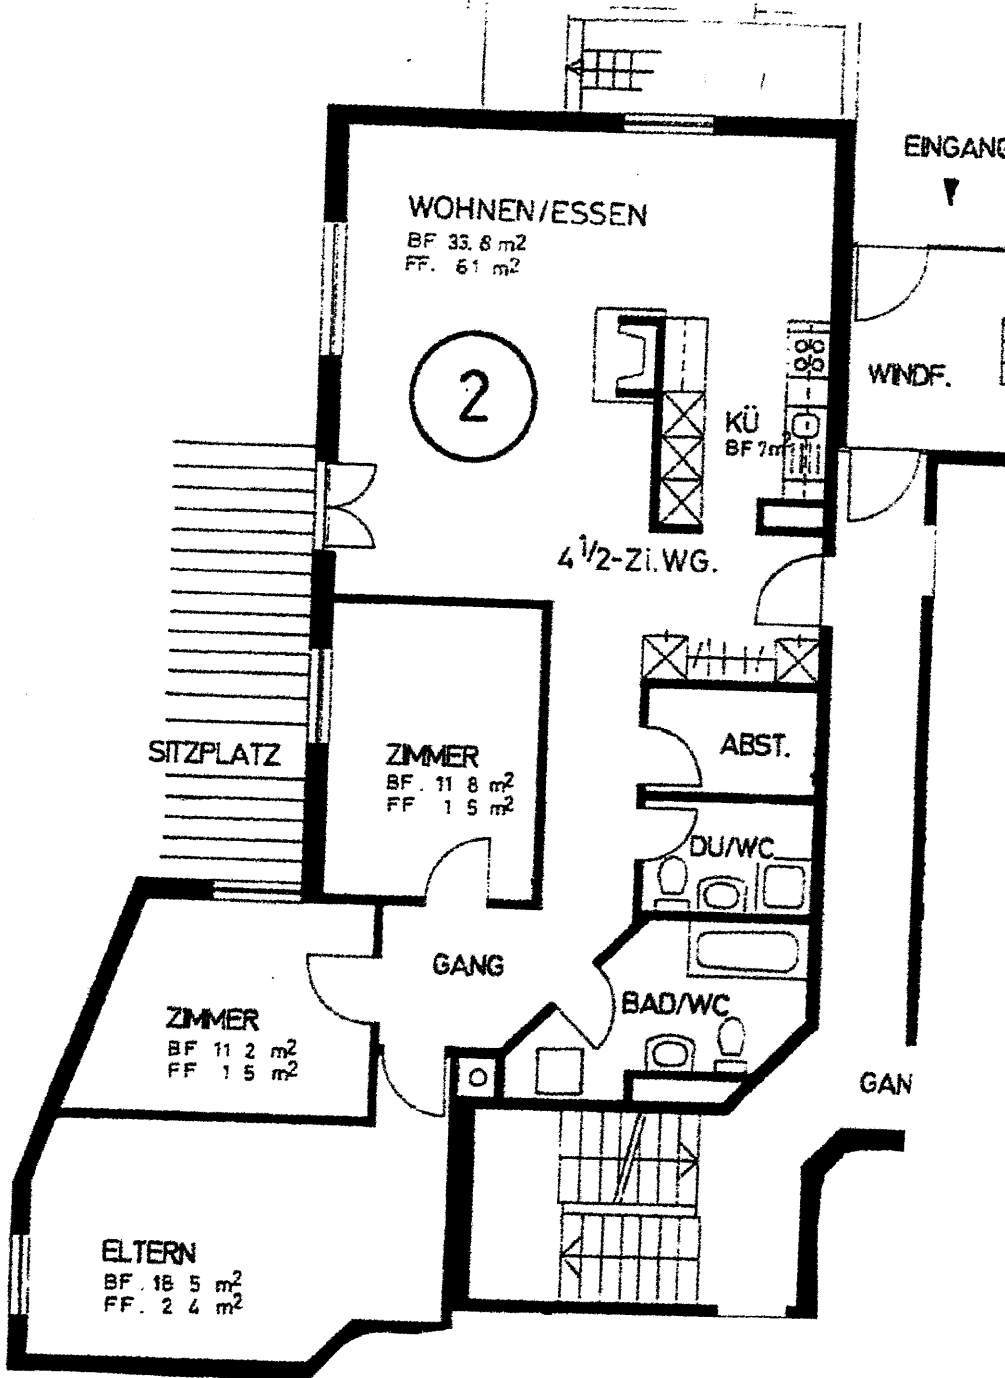 EINGANG
WOHNEN/ESSEN
BF 33.8 m2
FF. 61 m2
WINDF.
2
KÜ
BF 7m2
4 1/2-Zi.WG.
SITZPLATZ
ZIMMER
BF. 11 8 m2
FF 1 5 m2
ABST.
DU/WC
GANG
BAD/WC
ZIMMER
BF 11 2 m2
FF 1 5 m2
GAN
ELTERN
BF. 18 5 m2
FF. 2 4 m2